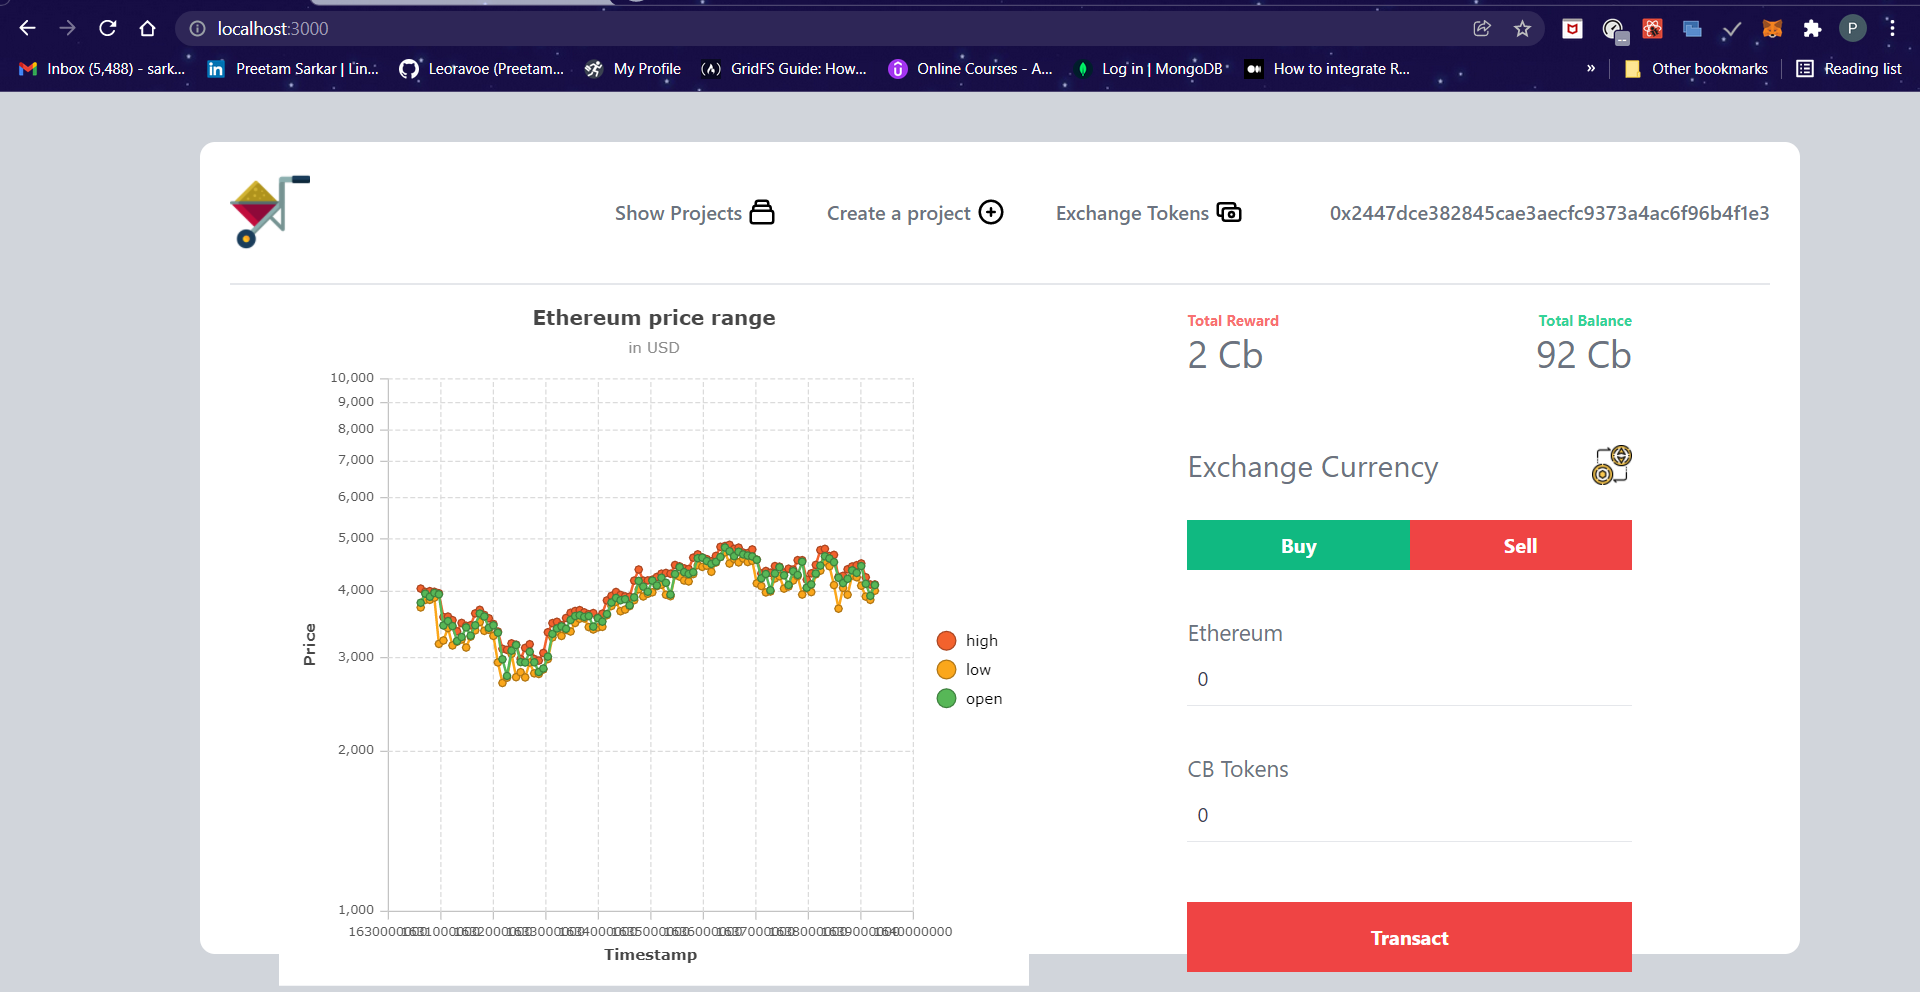 localhost:3000
P
Inbox (5,488) - sark...
Preetam Sarkar | Lin...
Leoravoe (Preetam...
My Profile
GridFS Guide: How...
Online Courses - A...
Log in | MongoDB
How to integrate R...
»
Other bookmarks
Reading list
Show Projects
Create a project
Exchange Tokens
0x2447dce382845cae3aecfc9373a4ac6f96b4f1e3
Ethereum price range
in USD
10,000
9,000
8,000
7,000
6,000
5,000
4,000
3,000
2,000
1,000
Price
high
low
open
1630000000 1631000000 1632000000 1633000000 1634000000 1635000000 1636000000 1637000000 1638000000 1639000000 1640000000
Timestamp
Total Reward
2 Cb
Total Balance
92 Cb
Exchange Currency
Buy
Sell
Ethereum
0
CB Tokens
0
Transact